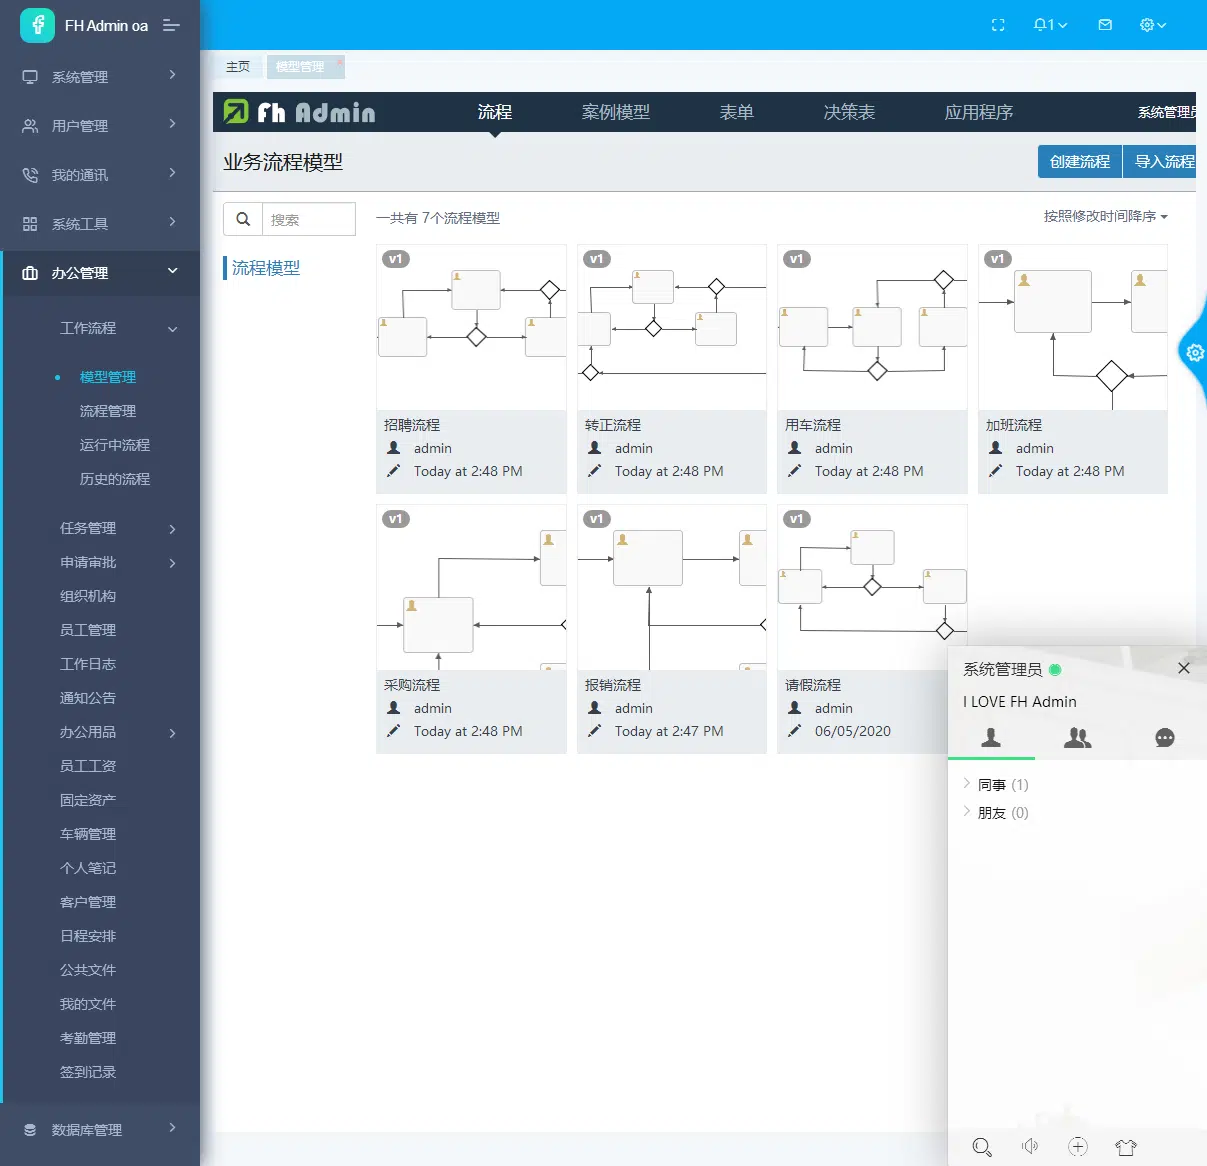 FH Admin oa
1
系统管理
用户管理
我的通讯
系统工具
办公管理
工作流程
模型管理
流程管理
运行中流程
历史的流程
任务管理
申请审批
组织机构
员工管理
工作日志
通知公告
办公用品
员工工资
固定资产
车辆管理
个人笔记
客户管理
日程安排
公共文件
我的文件
考勤管理
签到记录
数据库管理
主页 模型管理
fh Admin 流程 案例模型 表单 决策表 应用程序 系统管理员
业务流程模型 创建流程 导入流程
搜索 一共有 7个流程模型 按照修改时间降序
流程模型
v1
招聘流程
admin
Today at 2:48 PM
v1
转正流程
admin
Today at 2:48 PM
v1
用车流程
admin
Today at 2:48 PM
v1
加班流程
admin
Today at 2:48 PM
v1
采购流程
admin
Today at 2:48 PM
v1
报销流程
admin
Today at 2:47 PM
v1
请假流程
admin
06/05/2020
系统管理员
I LOVE FH Admin
同事 (1)
朋友 (0)